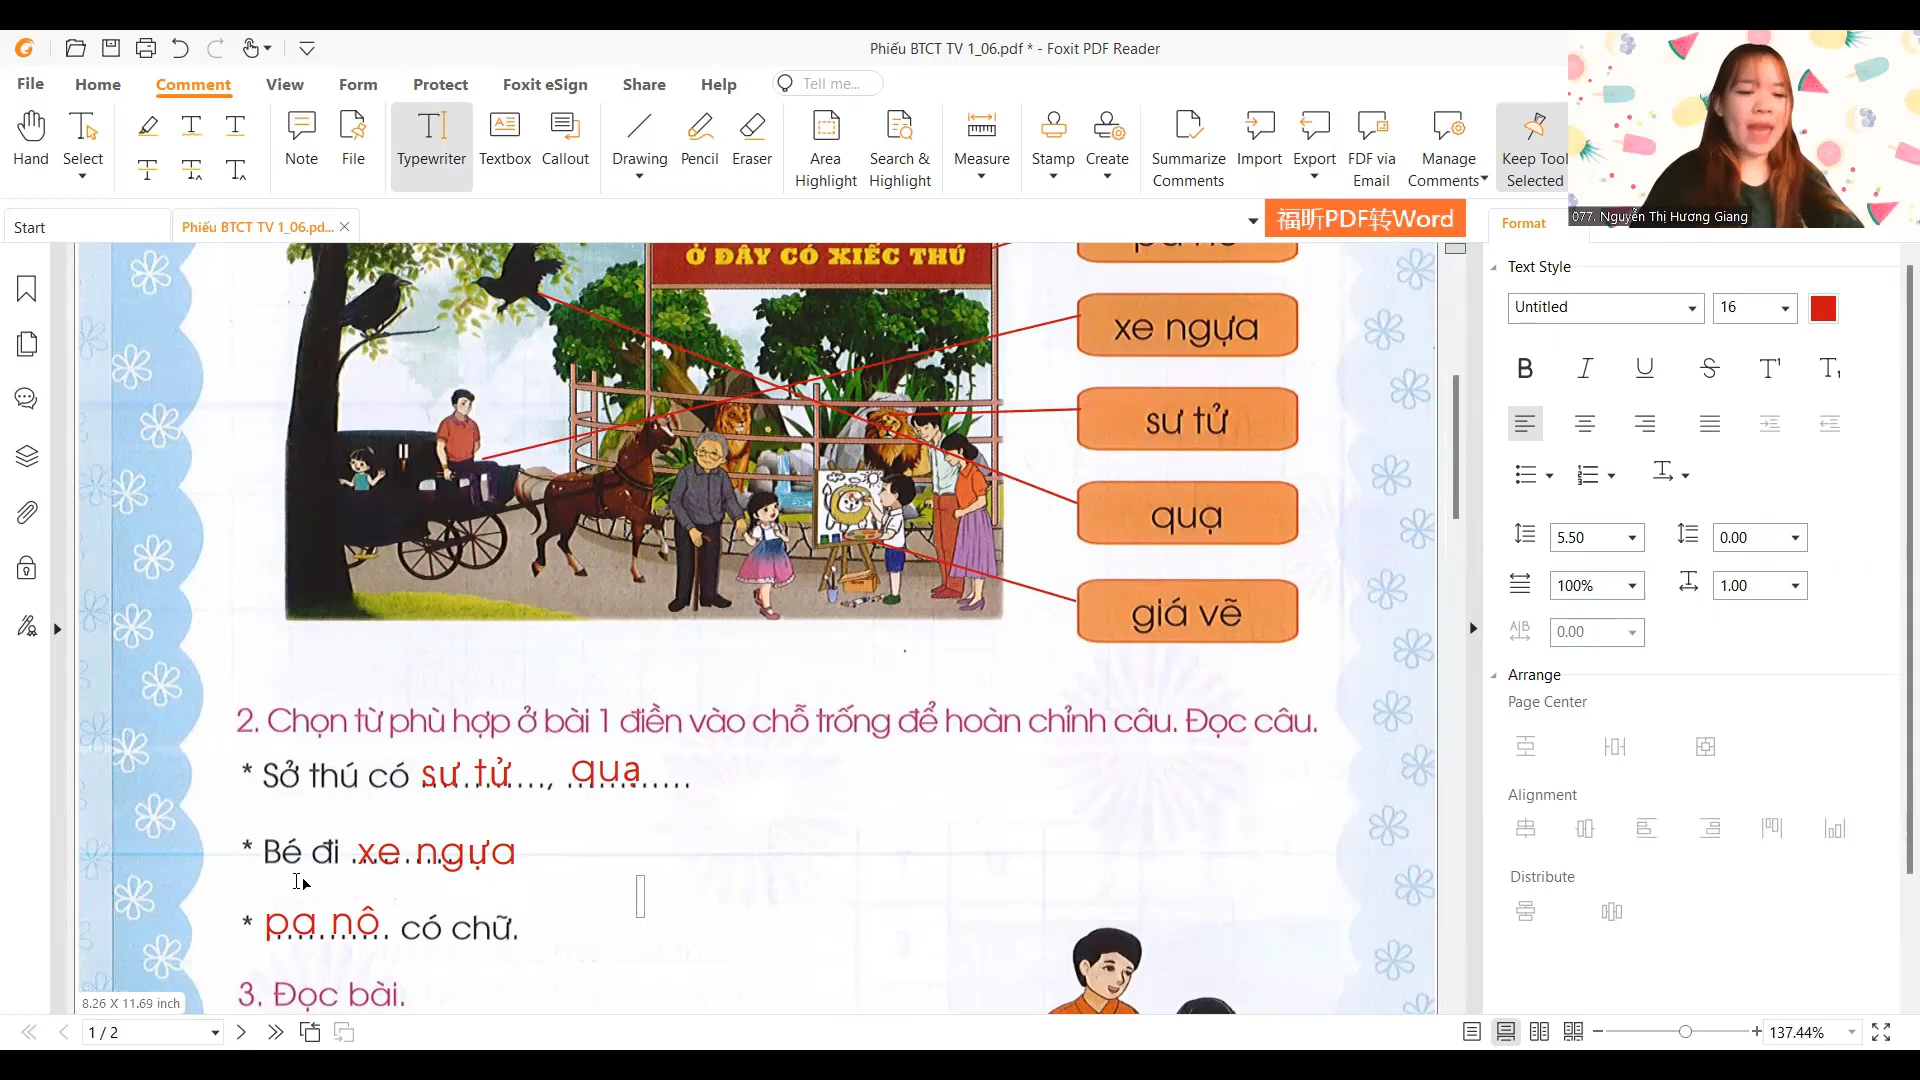 Phiếu BTCT TV 1_06.pdf * - Foxit PDF Reader
File Home Comment View Form Protect Foxit eSign Share Help Tell me...
Hand Select Note File Typewriter Textbox Callout Drawing Pencil Eraser Area Highlight Search & Highlight Measure Stamp Create Summarize Comments Import Export FDF via Email Manage Comments Keep Tool Selected
077. Nguyễn Thị Hương Giang
Start Phiếu BTCT TV 1_06.pd... 福昕PDF转Word Format
Ở ĐÂY CÓ XIẾC THÚ
xe ngựa
sư tử
quạ
giá vẽ
2. Chọn từ phù hợp ở bài 1 điền vào chỗ trống để hoàn chỉnh câu. Đọc câu.
* Sở thú có sư tử..., quạ......
* Bé đi xe ngựa
* pa nô. có chữ.
3. Đọc bài.
8.26 X 11.69 inch
1 / 2
137.44%
Text Style
Untitled 16
5.50 0.00
100% 1.00
0.00
Arrange
Page Center
Alignment
Distribute